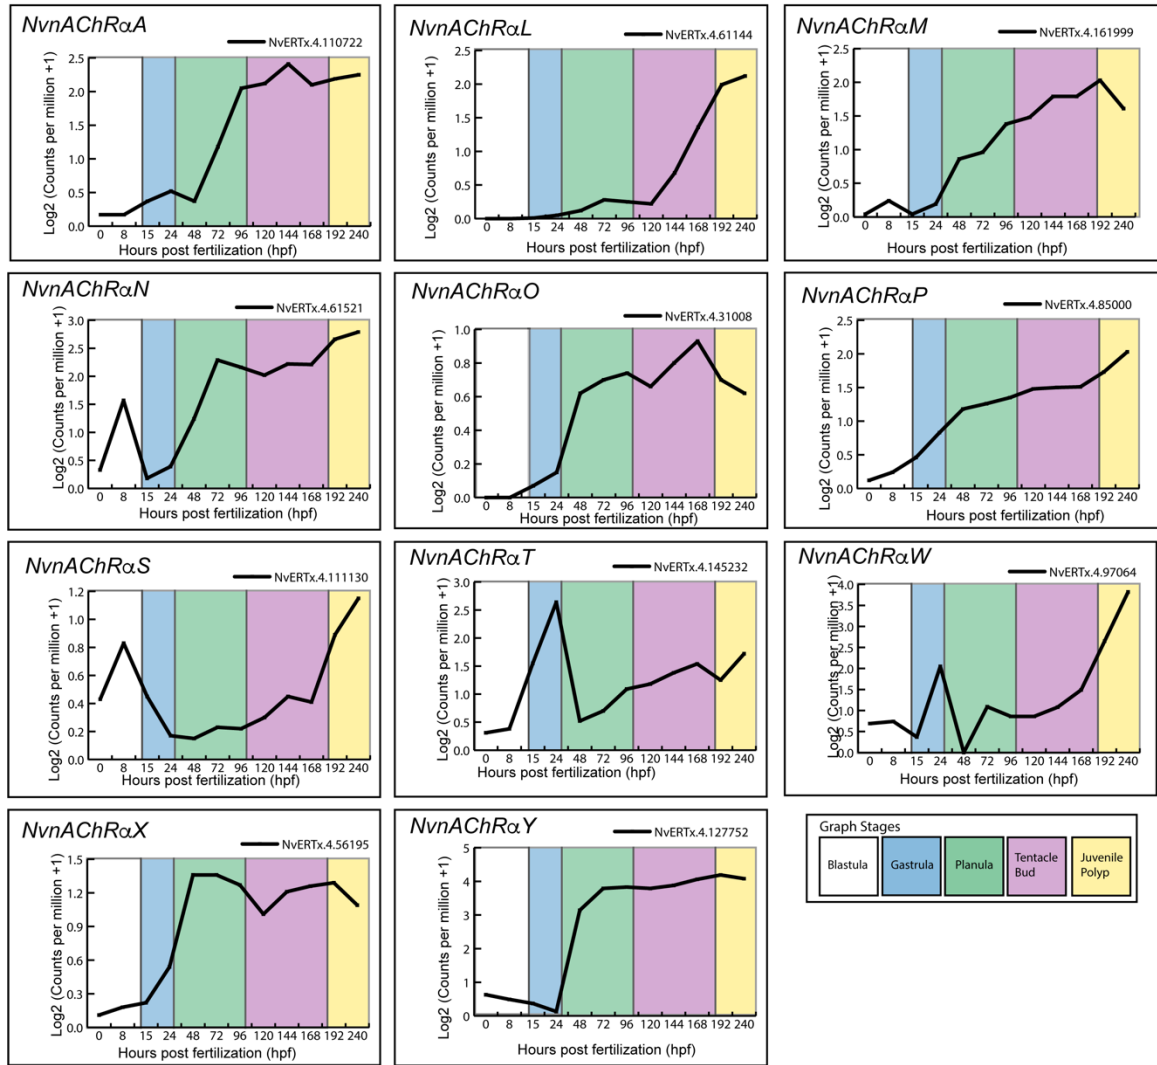 NvnAChRαA
NvERTx.4.110722
Log2 (Counts per million +1)
2.5
2.0
1.5
1.0
0.5
0.0
0 8 15 24 48 72 96 120 144 168 192 240
Hours post fertilization (hpf)
NvnAChRαL
NvERTx.4.61144
Log2 (Counts per million +1)
2.5
2.0
1.5
1.0
0.5
0.0
0 8 15 24 48 72 96 120 144 168 192 240
Hours post fertilization (hpf)
NvnAChRαM
NvERTx.4.161999
Log2 (Counts per million +1)
2.5
2.0
1.5
1.0
0.5
0.0
0 8 15 24 48 72 96 120 144 168 192 240
Hours post fertilization (hpf)
NvnAChRαN
NvERTx.4.61521
Log2 (Counts per million +1)
3.0
2.5
2.0
1.5
1.0
0.5
0.0
0 8 15 24 48 72 96 120 144 168 192 240
Hours post fertilization (hpf)
NvnAChRαO
NvERTx.4.31008
Log2 (Counts per million +1)
1.0
0.8
0.6
0.4
0.2
0.0
0 8 15 24 48 72 96 120 144 168 192 240
Hours post fertilization (hpf)
NvnAChRαP
NvERTx.4.85000
Log2 (Counts per million +1)
2.5
2.0
1.5
1.0
0.5
0.0
0 8 15 24 48 72 96 120 144 168 192 240
Hours post fertilization (hpf)
NvnAChRαS
NvERTx.4.111130
Log2 (Counts per million +1)
1.2
1.0
0.8
0.6
0.4
0.2
0.0
0 8 15 24 48 72 96 120 144 168 192 240
Hours post fertilization (hpf)
NvnAChRαT
NvERTx.4.145232
Log2 (Counts per million +1)
3.0
2.5
2.0
1.5
1.0
0.5
0.0
0 8 15 24 48 72 96 120 144 168 192 240
Hours post fertilization (hpf)
NvnAChRαW
NvERTx.4.97064
Log2 (Counts per million +1)
4.0
3.5
3.0
2.5
2.0
1.5
1.0
0.5
0.0
0 8 15 24 48 72 96 120 144 168 192 240
Hours post fertilization (hpf)
NvnAChRαX
NvERTx.4.56195
Log2 (Counts per million +1)
1.5
1.2
0.9
0.6
0.3
0.0
0 8 15 24 48 72 96 120 144 168 192 240
Hours post fertilization (hpf)
NvnAChRαY
NvERTx.4.127752
Log2 (Counts per million +1)
5
4
3
2
1
0
0 8 15 24 48 72 96 120 144 168 192 240
Hours post fertilization (hpf)
Graph Stages
Blastula
Gastrula
Planula
Tentacle
Bud
Juvenile
Polyp